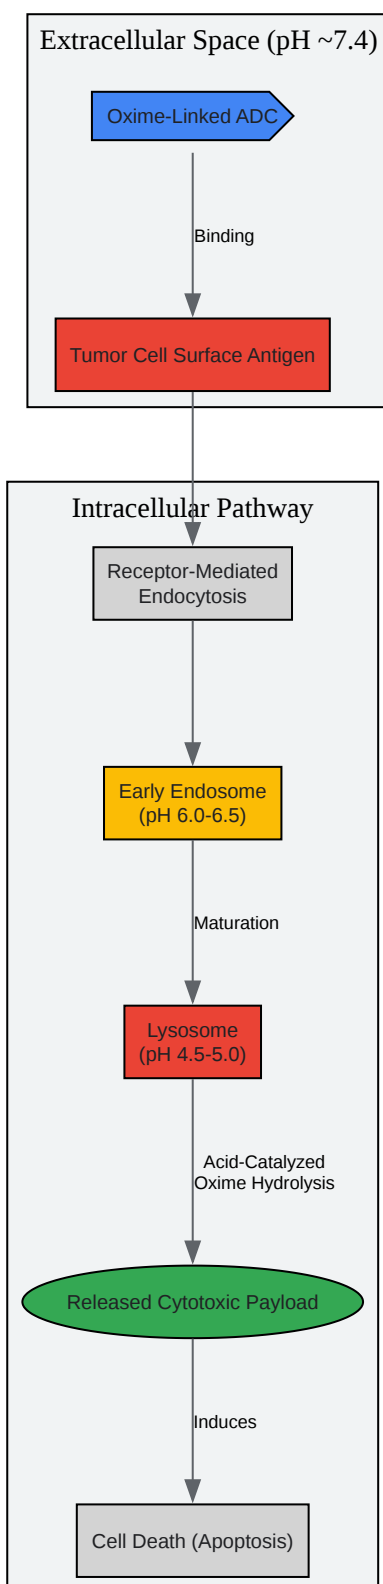 Extracellular Space (pH ~7.4)
Oxime-Linked ADC
Binding
Tumor Cell Surface Antigen
Intracellular Pathway
Receptor-Mediated
Endocytosis
Early Endosome
(pH 6.0-6.5)
Maturation
Lysosome
(pH 4.5-5.0)
Acid-Catalyzed
Oxime Hydrolysis
Released Cytotoxic Payload
Induces
Cell Death (Apoptosis)